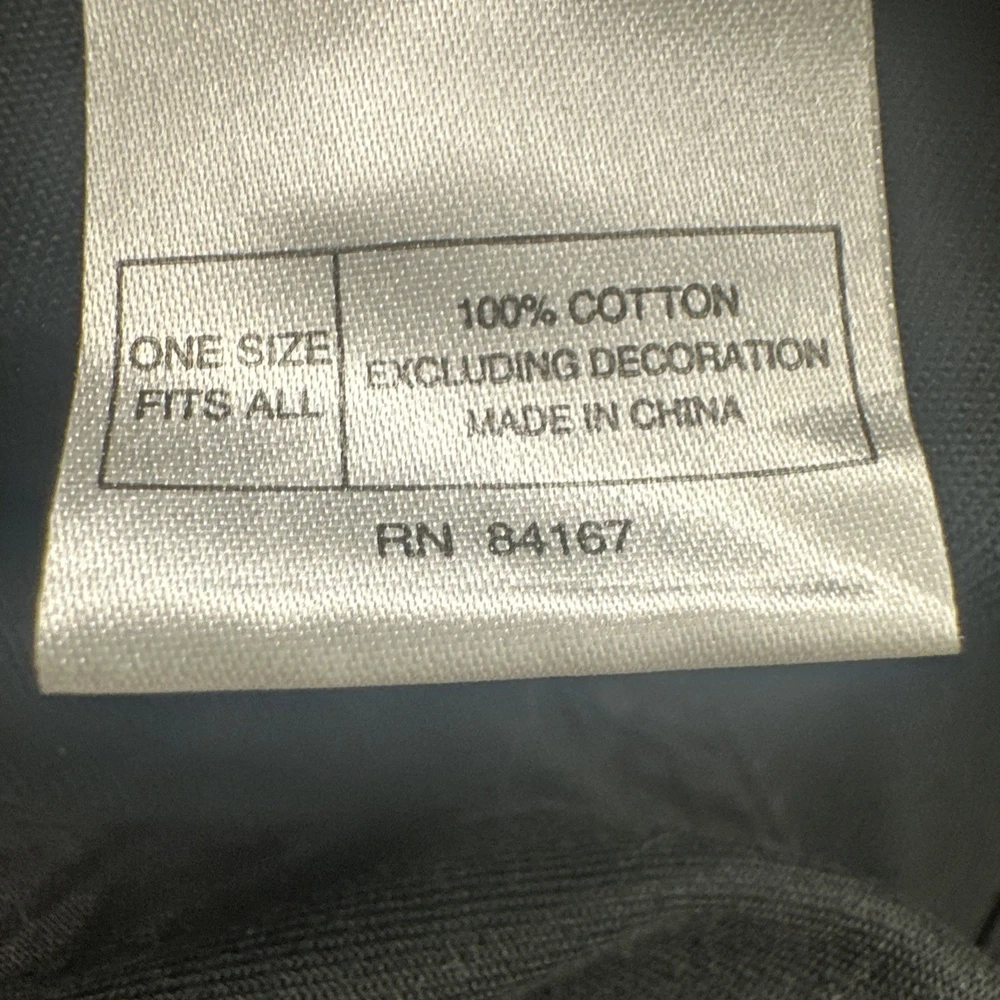 ONE SIZE
FITS ALL
100% COTTON
EXCLUDING DECORATION
MADE IN CHINA
RN 84167